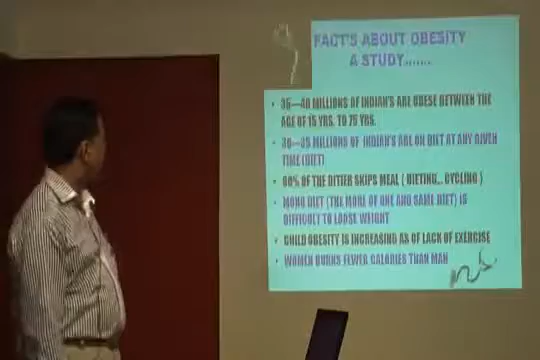 FACT'S ABOUT OBESITY
A STUDY.......
• 35—40 MILLIONS OF INDIAN'S ARE OBESE BETWEEN THE
AGE OF 15 YRS. TO 75 YRS.
• 30—35 MILLIONS OF INDIAN'S ARE ON DIET AT ANY GIVEN
TIME (DIET)
• 60% OF THE DITIER SKIPS MEAL ( DIETING... CYCLING )
• MONO DIET (THE MORE OF ONE AND SAME DIET) IS
DIFFICULT TO LOOSE WEIGHT
• CHILD OBESITY IS INCREASING AS OF LACK OF EXERCISE
• WOMEN BURNS FEWER CALORIES THAN MAN